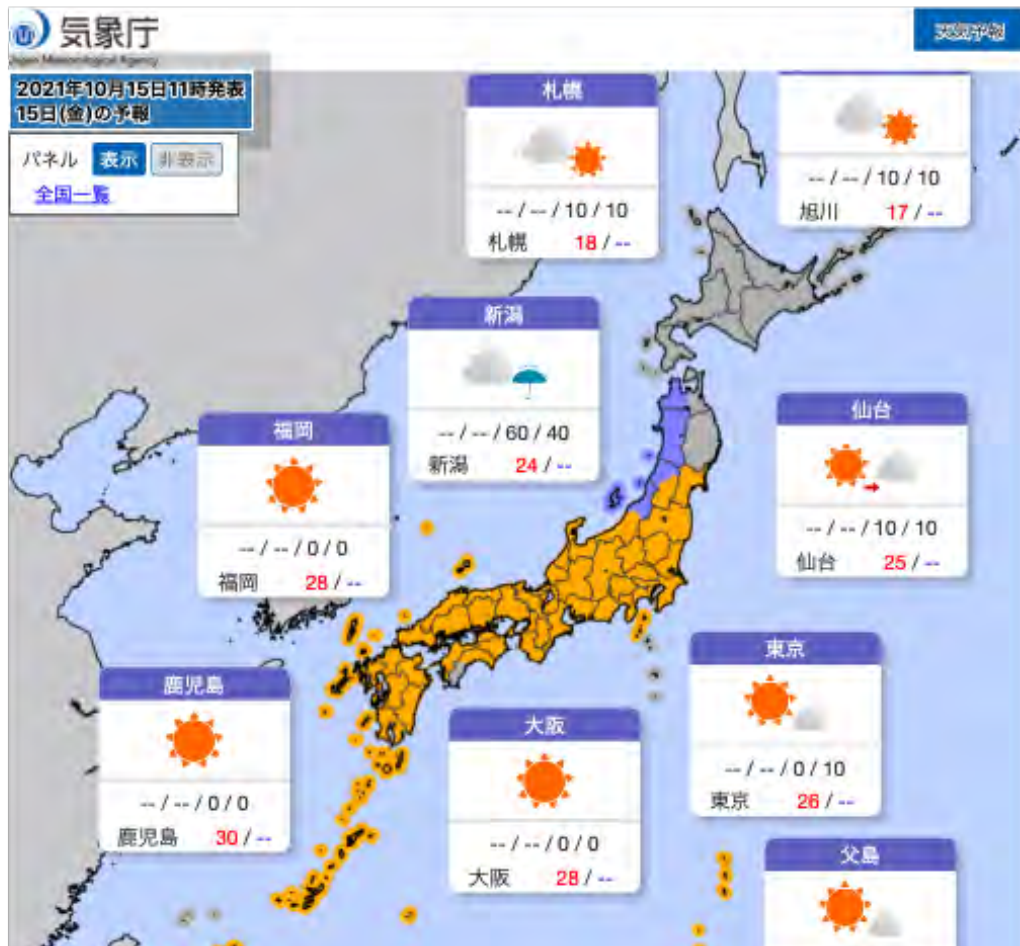 気象庁
Japan Meteorological Agency
天気予報
2021年10月15日11時発表
15日(金)の予報
パネル 表示 非表示
全国一覧
札幌
-- / -- / 10 / 10
札幌 18 / --
-- / -- / 10 / 10
旭川 17 / --
新潟
-- / -- / 60 / 40
新潟 24 / --
福岡
-- / -- / 0 / 0
福岡 28 / --
仙台
-- / -- / 10 / 10
仙台 25 / --
東京
-- / -- / 0 / 10
東京 26 / --
鹿児島
-- / -- / 0 / 0
鹿児島 30 / --
大阪
-- / -- / 0 / 0
大阪 28 / --
父島